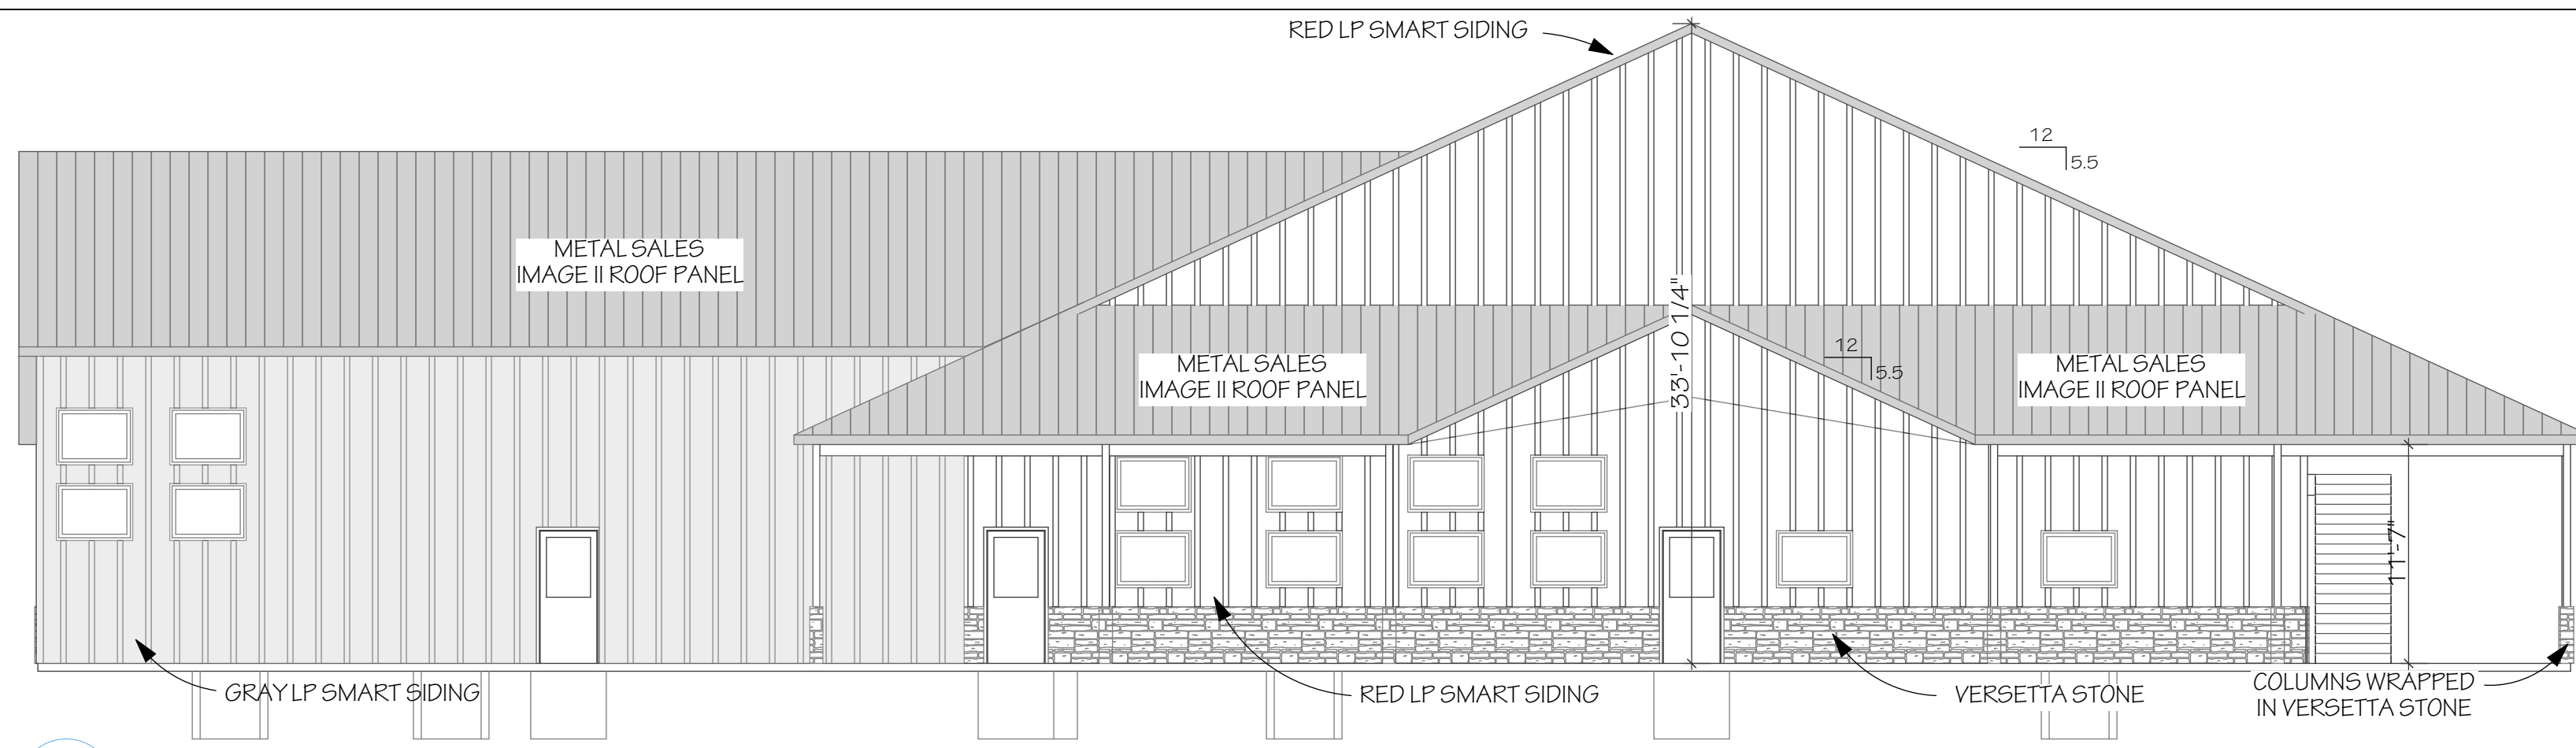 RED LP SMART SIDING
12
5.5
METAL SALES
IMAGE II ROOF PANEL
33'-10 1/4"
METAL SALES
IMAGE II ROOF PANEL
12
5.5
METAL SALES
IMAGE II ROOF PANEL
11'-7"
GRAY LP SMART SIDING
RED LP SMART SIDING
VERSETTA STONE
COLUMNS WRAPPED
IN VERSETTA STONE